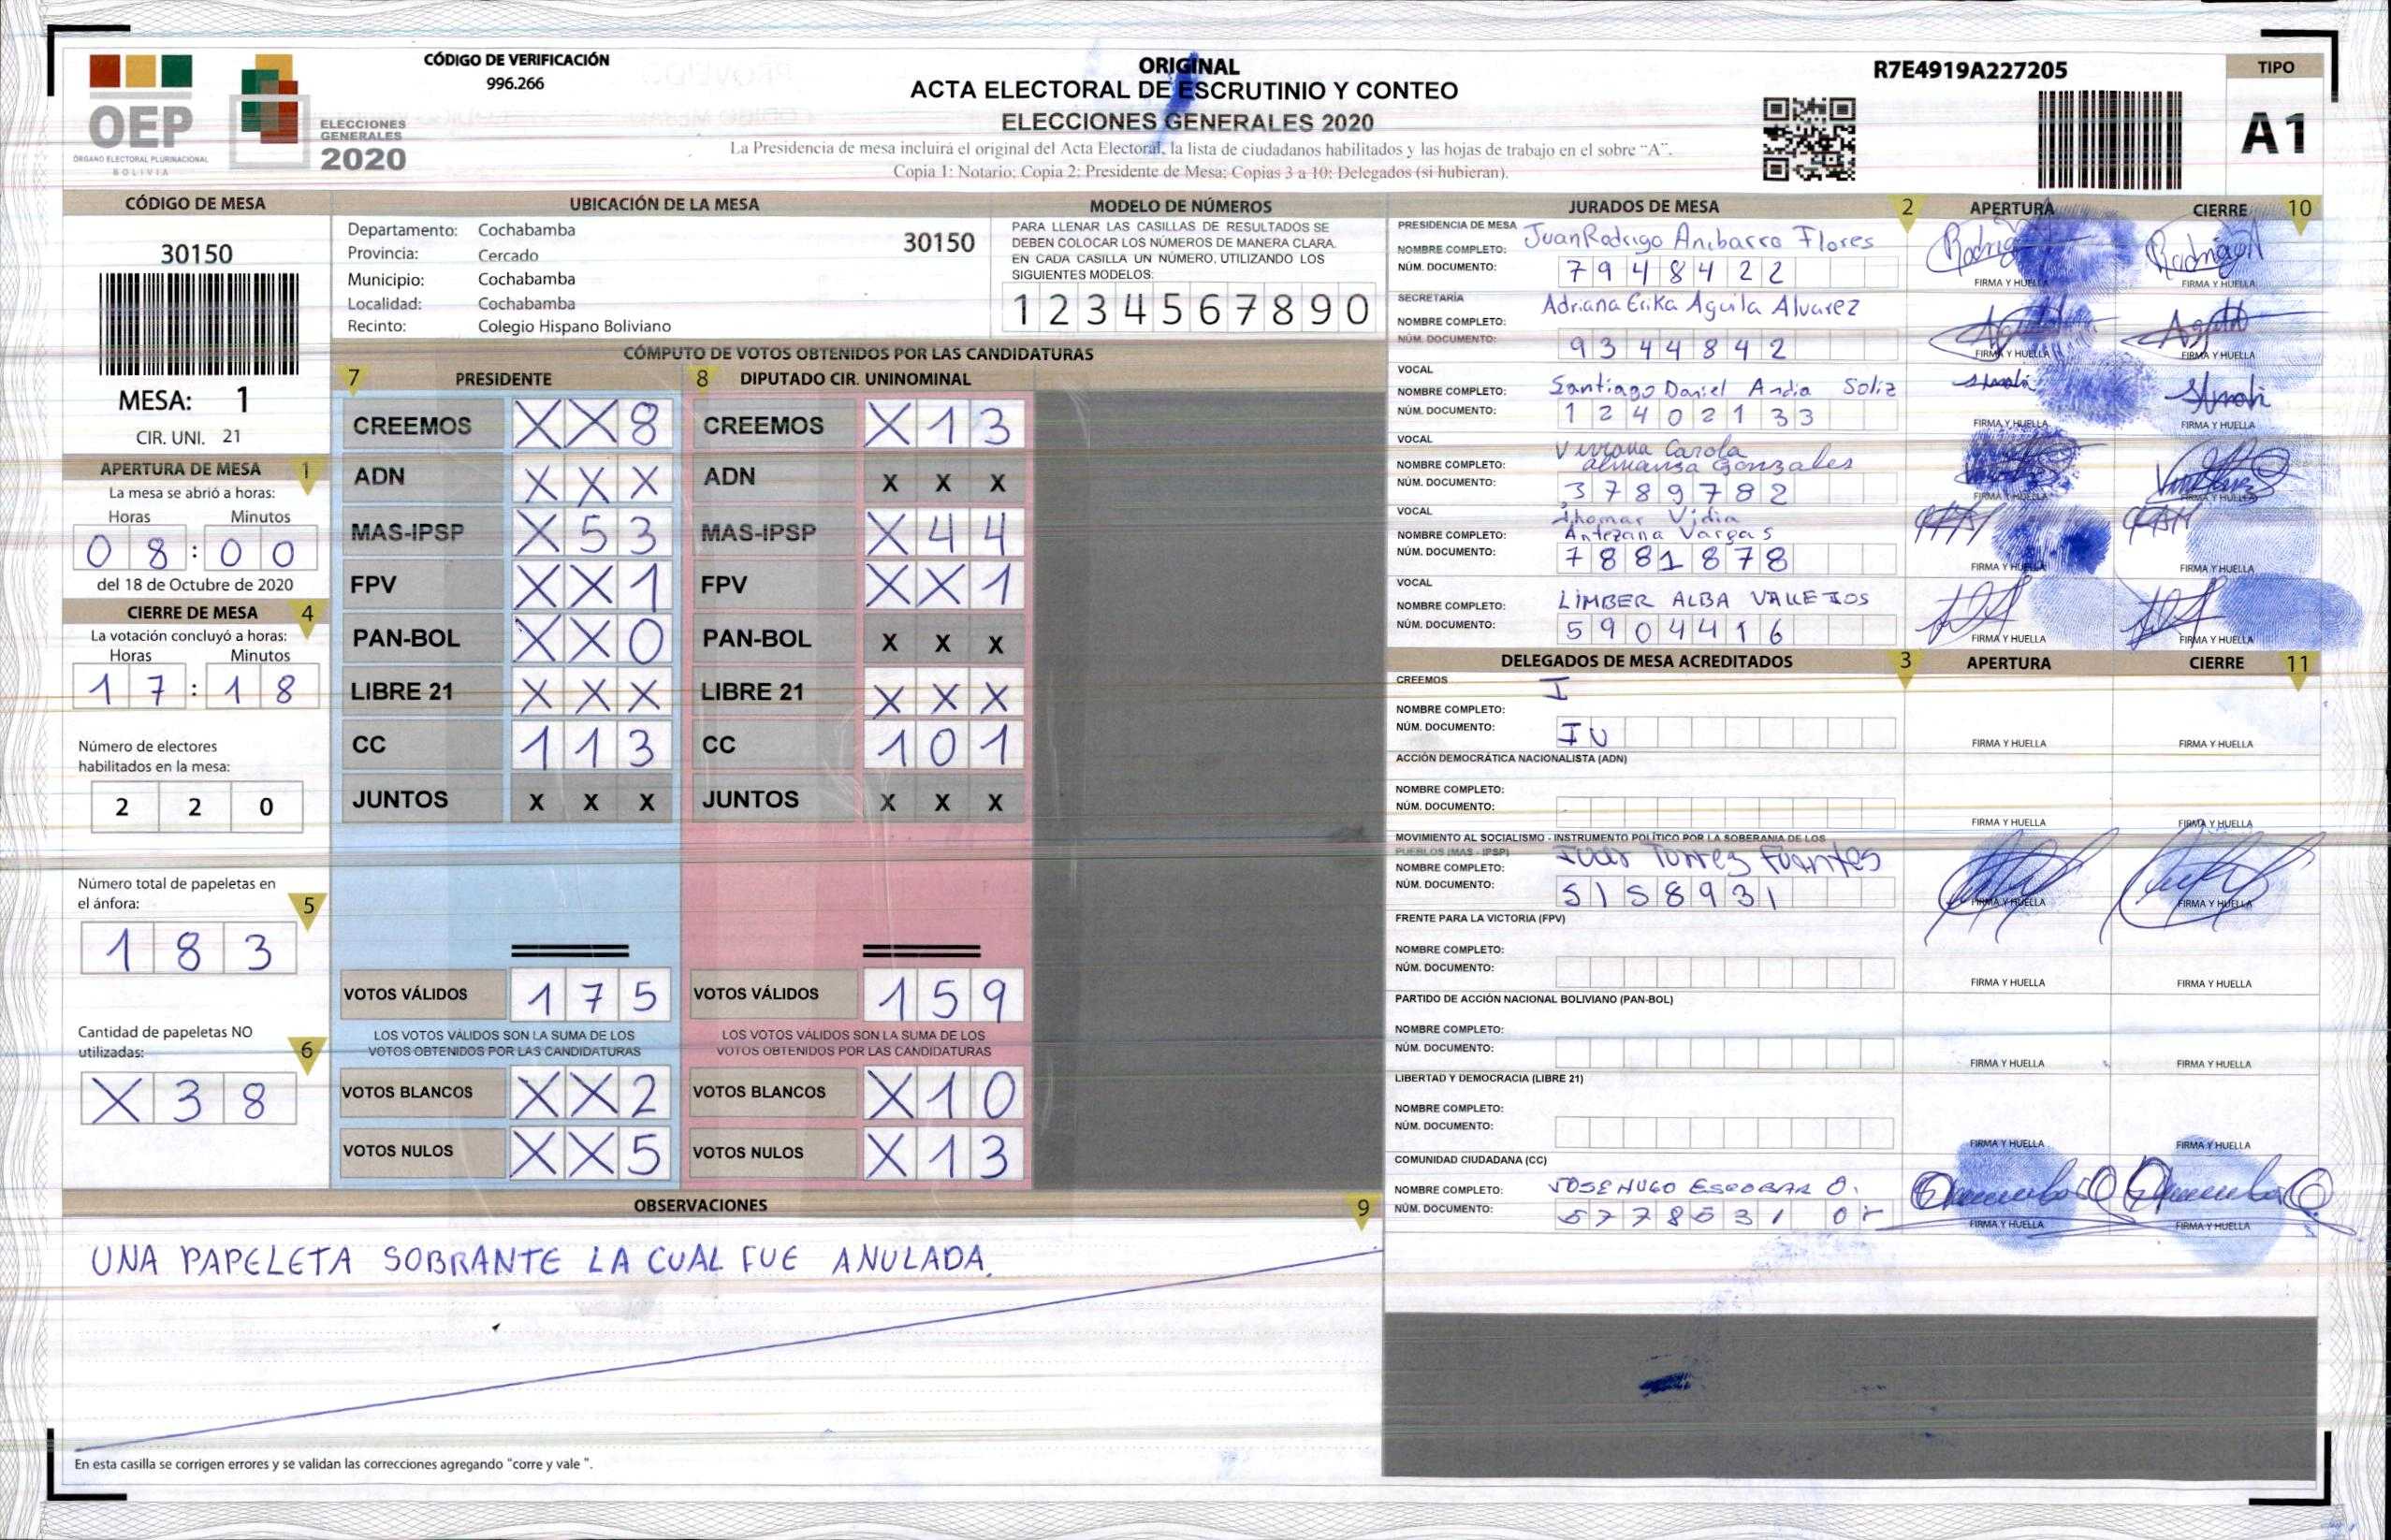 OEP
ÓRGANO ELECTORAL PLURINACIONAL
BOLIVIA
ELECCIONES
GENERALES
2020
CÓDIGO DE VERIFICACIÓN
996.266
ORIGINAL
ACTA ELECTORAL DE ESCRUTINIO Y CONTEO
ELECCIONES GENERALES 2020
La Presidencia de mesa incluirá el original del Acta Electoral, la lista de ciudadanos habilitados y las hojas de trabajo en el sobre "A".
Copia 1: Notario; Copia 2: Presidente de Mesa; Copias 3 a 10: Delegados (si hubieran).
R7E4919A227205
TIPO
A1
CÓDIGO DE MESA
30150
MESA: 1
CIR. UNI. 21
APERTURA DE MESA 1
La mesa se abrió a horas:
Horas Minutos
0 8 : 0 0
del 18 de Octubre de 2020
CIERRE DE MESA 4
La votación concluyó a horas:
Horas Minutos
1 7 : 1 8
Número de electores
habilitados en la mesa:
2 2 0
Número total de papeletas en
el ánfora: 5
1 8 3
Cantidad de papeletas NO
utilizadas: 6
X 3 8
UBICACIÓN DE LA MESA
Departamento: Cochabamba
Provincia: Cercado
Municipio: Cochabamba
Localidad: Cochabamba
Recinto: Colegio Hispano Boliviano
30150
MODELO DE NÚMEROS
PARA LLENAR LAS CASILLAS DE RESULTADOS SE
DEBEN COLOCAR LOS NÚMEROS DE MANERA CLARA.
EN CADA CASILLA UN NÚMERO, UTILIZANDO LOS
SIGUIENTES MODELOS:
1 2 3 4 5 6 7 8 9 0
CÓMPUTO DE VOTOS OBTENIDOS POR LAS CANDIDATURAS
7 PRESIDENTE
CREEMOS X X 8
ADN X X X
MAS-IPSP X 5 3
FPV X X 1
PAN-BOL X X 0
LIBRE 21 X X X
CC 1 1 3
JUNTOS X X X
VOTOS VÁLIDOS 1 7 5
LOS VOTOS VÁLIDOS SON LA SUMA DE LOS
VOTOS OBTENIDOS POR LAS CANDIDATURAS
VOTOS BLANCOS X X 2
VOTOS NULOS X X 5
8 DIPUTADO CIR. UNINOMINAL
CREEMOS X 1 3
ADN X X X
MAS-IPSP X 4 4
FPV X X 1
PAN-BOL X X X
LIBRE 21 X X X
CC 1 0 1
JUNTOS X X X
VOTOS VÁLIDOS 1 5 9
LOS VOTOS VÁLIDOS SON LA SUMA DE LOS
VOTOS OBTENIDOS POR LAS CANDIDATURAS
VOTOS BLANCOS X 1 0
VOTOS NULOS X 1 3
OBSERVACIONES 9
UNA PAPELETA SOBRANTE LA CUAL FUE ANULADA.
En esta casilla se corrigen errores y se validan las correcciones agregando "corre y vale ".
JURADOS DE MESA 2 APERTURA CIERRE 10
PRESIDENCIA DE MESA
NOMBRE COMPLETO: Juan Rodrigo Anibarro Flores
NÚM. DOCUMENTO: 7 9 4 8 4 2 2
FIRMA Y HUELLA FIRMA Y HUELLA
SECRETARÍA
NOMBRE COMPLETO: Adriana Erika Aguila Alvarez
NÚM. DOCUMENTO: 9 3 4 4 8 4 2
FIRMA Y HUELLA FIRMA Y HUELLA
VOCAL
NOMBRE COMPLETO: Santiago Daniel Andia Soliz
NÚM. DOCUMENTO: 1 2 4 0 2 1 3 3
FIRMA Y HUELLA FIRMA Y HUELLA
VOCAL
NOMBRE COMPLETO: Viviana Carola
almanza Gonzales
NÚM. DOCUMENTO: 3 7 8 9 7 8 2
FIRMA Y HUELLA FIRMA Y HUELLA
VOCAL
NOMBRE COMPLETO: Vidia
Antezana Vargas
NÚM. DOCUMENTO: 7 8 8 1 8 7 8
FIRMA Y HUELLA FIRMA Y HUELLA
VOCAL
NOMBRE COMPLETO: LIMBER ALBA VALLEJOS
NÚM. DOCUMENTO: 5 9 0 4 4 1 6
FIRMA Y HUELLA FIRMA Y HUELLA
DELEGADOS DE MESA ACREDITADOS 3 APERTURA CIERRE 11
CREEMOS
NOMBRE COMPLETO: I
NÚM. DOCUMENTO: I U
FIRMA Y HUELLA FIRMA Y HUELLA
ACCIÓN DEMOCRÁTICA NACIONALISTA (ADN)
NOMBRE COMPLETO:
NÚM. DOCUMENTO:
FIRMA Y HUELLA FIRMA Y HUELLA
MOVIMIENTO AL SOCIALISMO - INSTRUMENTO POLÍTICO POR LA SOBERANIA DE LOS
PUEBLOS (MAS - IPSP)
NOMBRE COMPLETO: Torrez Fuentes
NÚM. DOCUMENTO: 5 1 5 8 9 3 1
FIRMA Y HUELLA FIRMA Y HUELLA
FRENTE PARA LA VICTORIA (FPV)
NOMBRE COMPLETO:
NÚM. DOCUMENTO:
FIRMA Y HUELLA FIRMA Y HUELLA
PARTIDO DE ACCIÓN NACIONAL BOLIVIANO (PAN-BOL)
NOMBRE COMPLETO:
NÚM. DOCUMENTO:
FIRMA Y HUELLA FIRMA Y HUELLA
LIBERTAD Y DEMOCRACIA (LIBRE 21)
NOMBRE COMPLETO:
NÚM. DOCUMENTO:
FIRMA Y HUELLA FIRMA Y HUELLA
COMUNIDAD CIUDADANA (CC)
NOMBRE COMPLETO: JOSE HUGO ESCOBAR O.
NÚM. DOCUMENTO:
FIRMA Y HUELLA FIRMA Y HUELLA